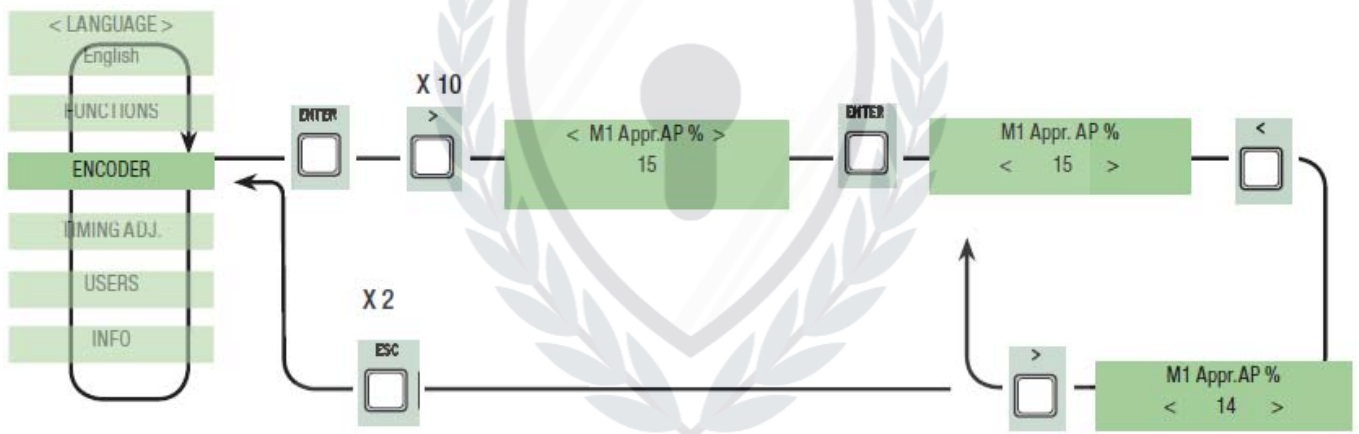 < LANGUAGE >
English
FUNCTIONS
ENCODER
TIMING ADJ.
USERS
INFO
ENTER
X 10
>
< M1 Appr.AP % >
15
ENTER
M1 Appr. AP %
< 15 >
<
X 2
ESC
>
M1 Appr.AP %
< 14 >